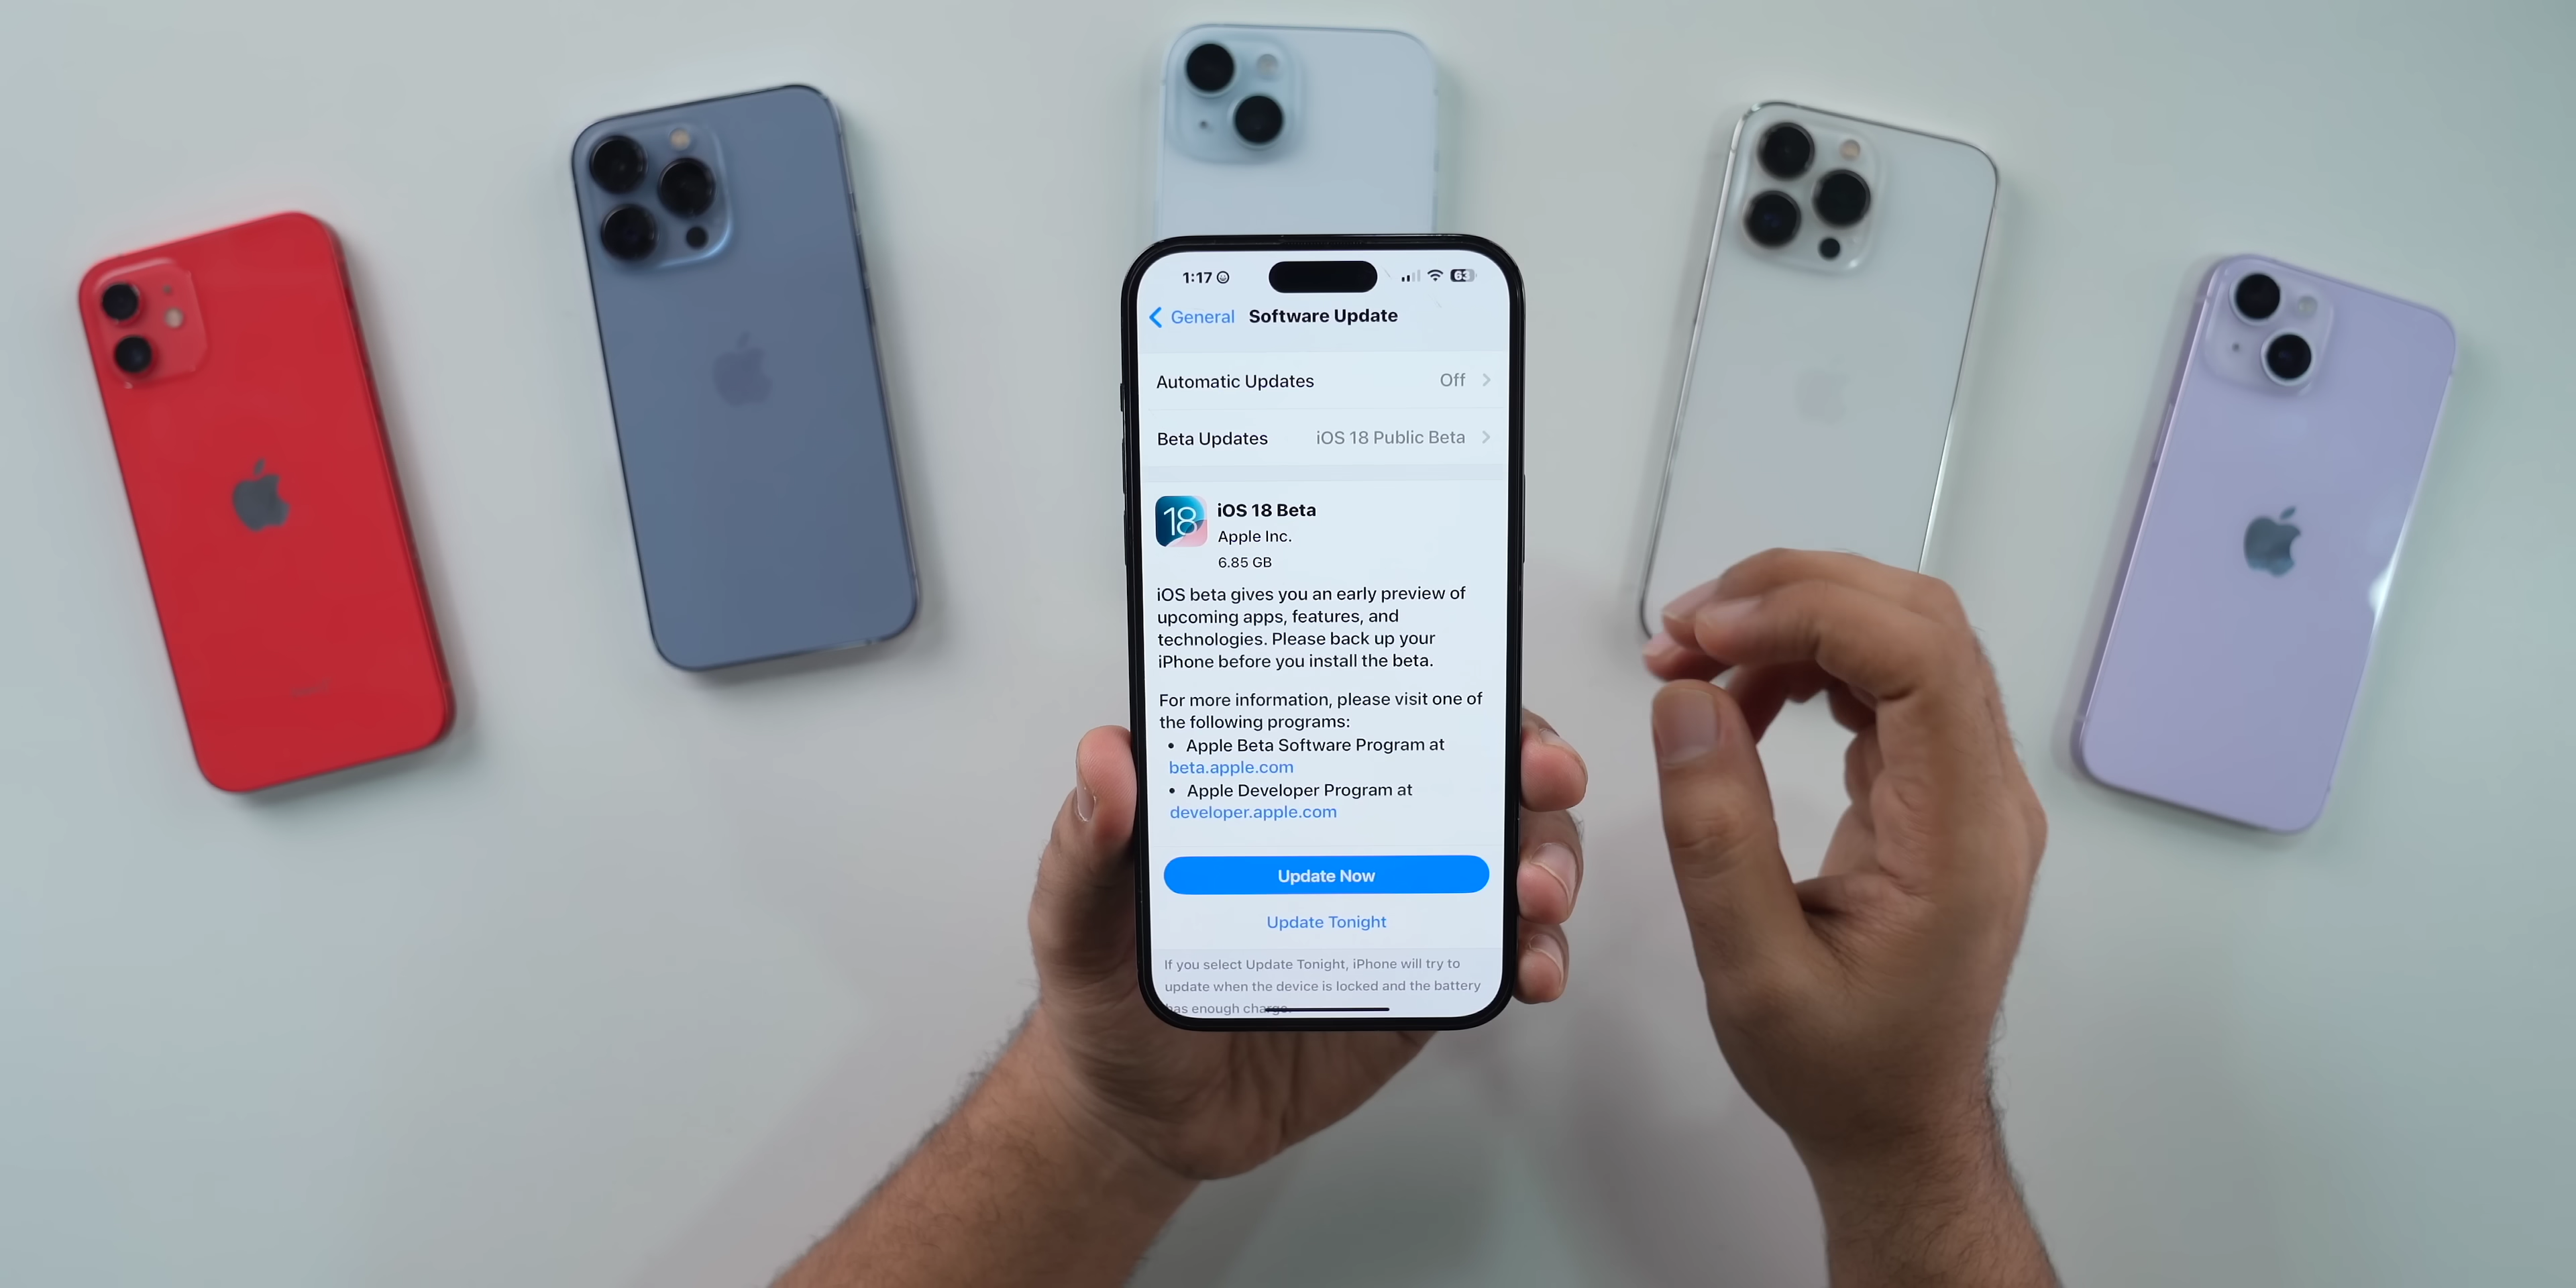 1:17 63
General Software Update
Automatic Updates Off
Beta Updates iOS 18 Public Beta
18 iOS 18 Beta
Apple Inc.
6.85 GB
iOS beta gives you an early preview of
upcoming apps, features, and
technologies. Please back up your
iPhone before you install the beta.
For more information, please visit one of
the following programs:
• Apple Beta Software Program at
beta.apple.com
• Apple Developer Program at
developer.apple.com
Update Now
Update Tonight
If you select Update Tonight, iPhone will try to
update when the device is locked and the battery
has enough charge.